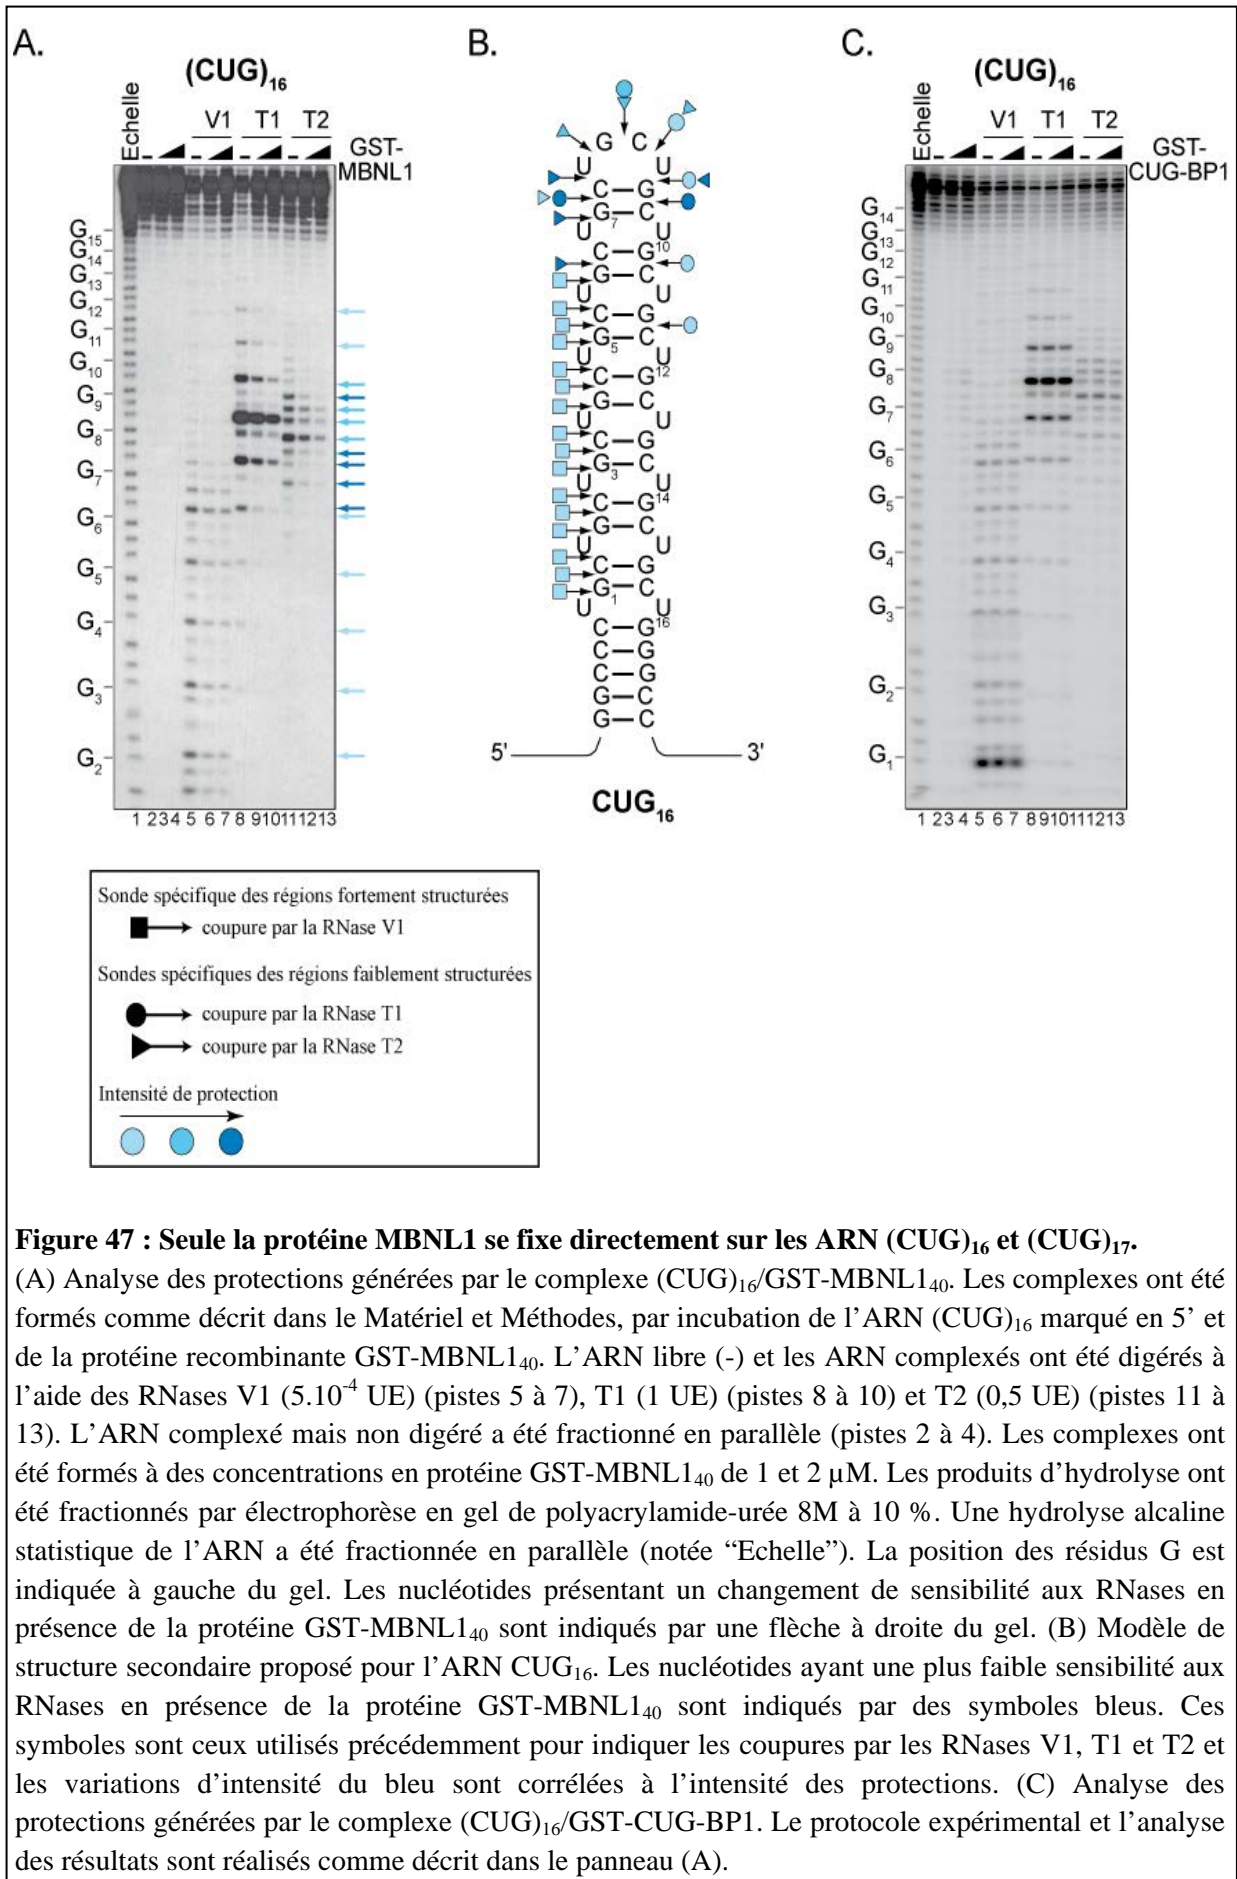 A.
(CUG)16
Echelle
V1 T1 T2
- - - -
GST-
MBNL1
G15
G14
G13
G12
G11
G10
G9
G8
G7
G6
G5
G4
G3
G2
1 2 3 4 5 6 7 8 9 10 11 12 13
B.
G C
U U
C G
G7 C
U U
C G10
G C
U U
C G
G5 C
U U
C G12
G C
U U
C G
G3 C
U U
C G14
G C
U U
C G
G1 C
U U
C G16
C G
C G
G C
G C
5' 3'
CUG16
C.
(CUG)16
Echelle
V1 T1 T2
- - - -
GST-
CUG-BP1
G14
G13
G12
G11
G10
G9
G8
G7
G6
G5
G4
G3
G2
G1
1 2 3 4 5 6 7 8 9 10 11 12 13
Sonde spécifique des régions fortement structurées
coupure par la RNase V1
Sondes spécifiques des régions faiblement structurées
coupure par la RNase T1
coupure par la RNase T2
Intensité de protection
Figure 47 : Seule la protéine MBNL1 se fixe directement sur les ARN (CUG)16 et (CUG)17.
(A) Analyse des protections générées par le complexe (CUG)16/GST-MBNL140. Les complexes ont été
formés comme décrit dans le Matériel et Méthodes, par incubation de l’ARN (CUG)16 marqué en 5’ et
de la protéine recombinante GST-MBNL140. L’ARN libre (-) et les ARN complexés ont été digérés à
l’aide des RNases V1 (5.10-4 UE) (pistes 5 à 7), T1 (1 UE) (pistes 8 à 10) et T2 (0,5 UE) (pistes 11 à
13). L’ARN complexé mais non digéré a été fractionné en parallèle (pistes 2 à 4). Les complexes ont
été formés à des concentrations en protéine GST-MBNL140 de 1 et 2 µM. Les produits d’hydrolyse ont
été fractionnés par électrophorèse en gel de polyacrylamide-urée 8M à 10 %. Une hydrolyse alcaline
statistique de l’ARN a été fractionnée en parallèle (notée “Echelle”). La position des résidus G est
indiquée à gauche du gel. Les nucléotides présentant un changement de sensibilité aux RNases en
présence de la protéine GST-MBNL140 sont indiqués par une flèche à droite du gel. (B) Modèle de
structure secondaire proposé pour l’ARN CUG16. Les nucléotides ayant une plus faible sensibilité aux
RNases en présence de la protéine GST-MBNL140 sont indiqués par des symboles bleus. Ces
symboles sont ceux utilisés précédemment pour indiquer les coupures par les RNases V1, T1 et T2 et
les variations d’intensité du bleu sont corrélées à l’intensité des protections. (C) Analyse des
protections générées par le complexe (CUG)16/GST-CUG-BP1. Le protocole expérimental et l’analyse
des résultats sont réalisés comme décrit dans le panneau (A).